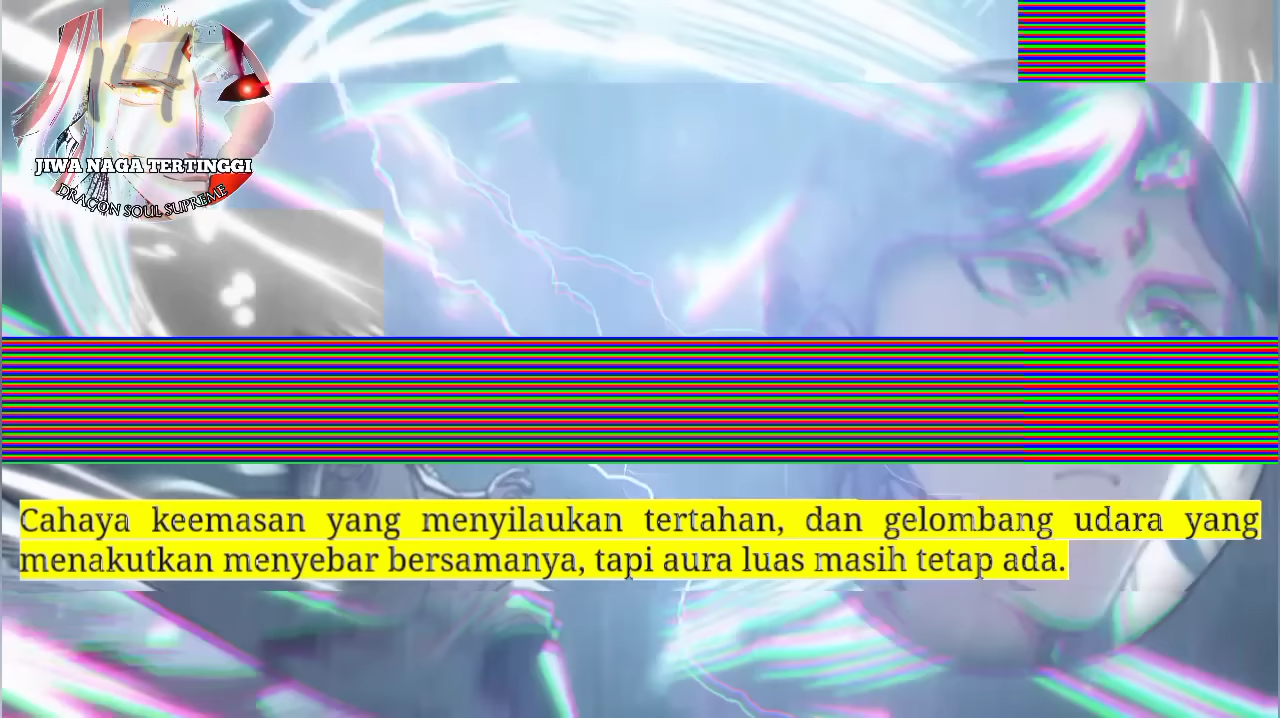 14
JIWA NAGA TERTINGGI
DRAGON SOUL SUPREME
Cahaya keemasan yang menyilaukan tertahan, dan gelombang udara yang
menakutkan menyebar bersamanya, tapi aura luas masih tetap ada.